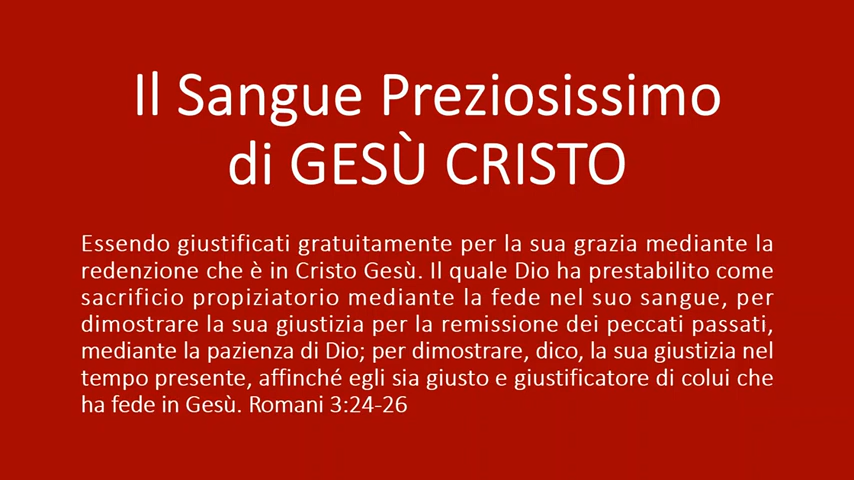 Il Sangue Preziosissimo
di GESÙ CRISTO
Essendo giustificati gratuitamente per la sua grazia mediante la
redenzione che è in Cristo Gesù. Il quale Dio ha prestabilito come
sacrificio propiziatorio mediante la fede nel suo sangue, per
dimostrare la sua giustizia per la remissione dei peccati passati,
mediante la pazienza di Dio; per dimostrare, dico, la sua giustizia nel
tempo presente, affinché egli sia giusto e giustificatore di colui che
ha fede in Gesù. Romani 3:24-26